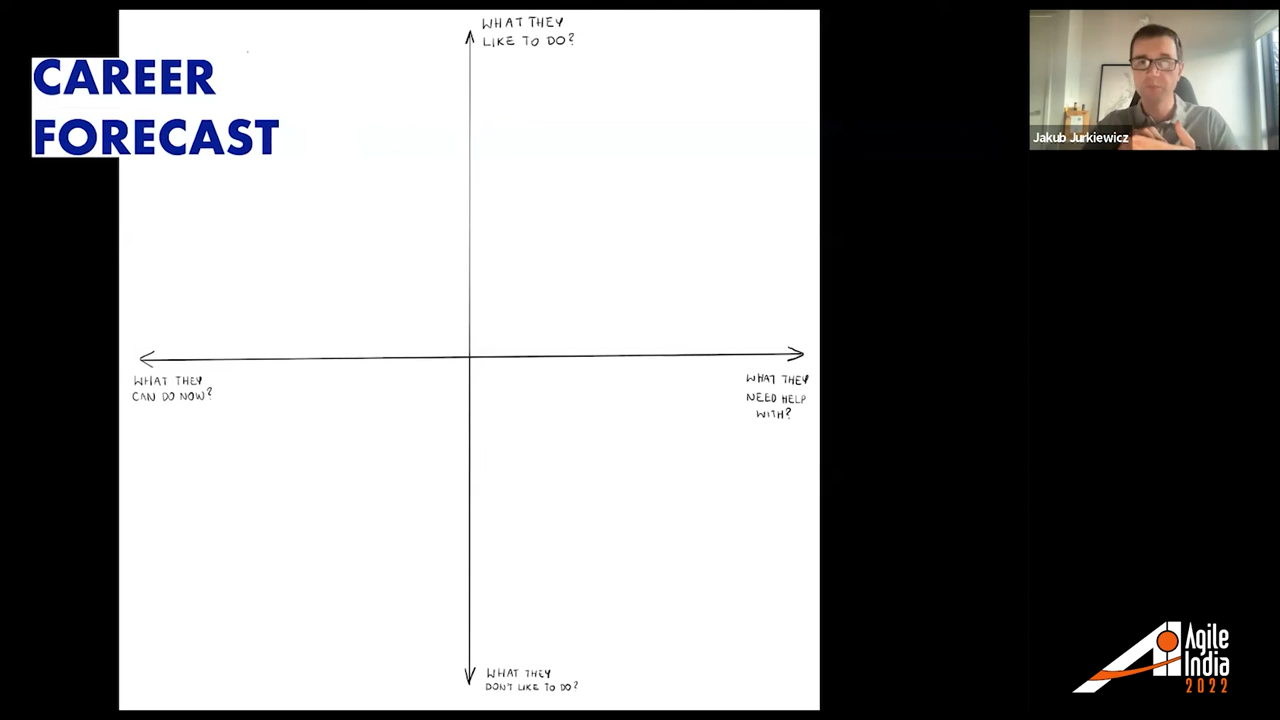 CAREER
FORECAST
WHAT THEY
LIKE TO DO?
WHAT THEY
CAN DO NOW?
WHAT THEY
NEED HELP
WITH?
WHAT THEY
DON'T LIKE TO DO?
Jakub Jurkiewicz
Agile
India
2022